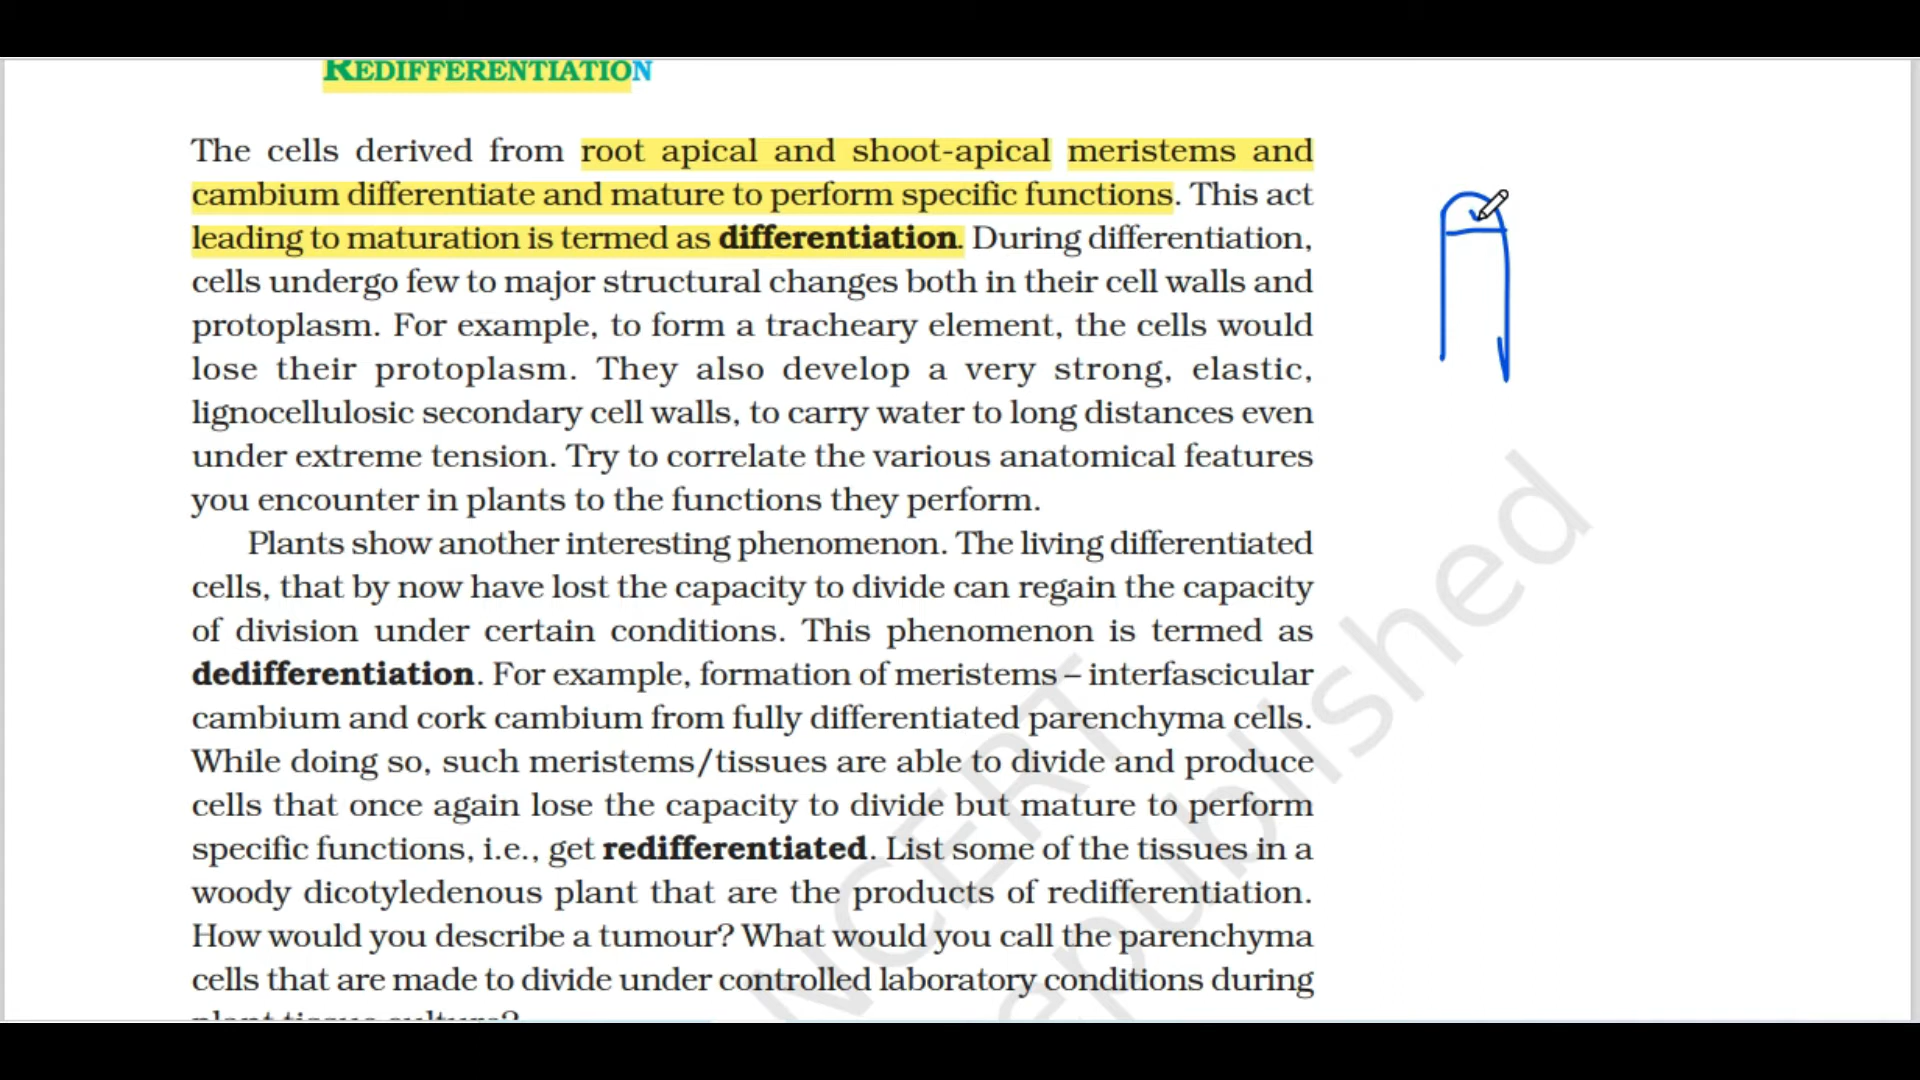 REDIFFERENTIATION
The cells derived from root apical and shoot-apical meristems and
cambium differentiate and mature to perform specific functions. This act
leading to maturation is termed as differentiation. During differentiation,
cells undergo few to major structural changes both in their cell walls and
protoplasm. For example, to form a tracheary element, the cells would
lose their protoplasm. They also develop a very strong, elastic,
lignocellulosic secondary cell walls, to carry water to long distances even
under extreme tension. Try to correlate the various anatomical features
you encounter in plants to the functions they perform.
Plants show another interesting phenomenon. The living differentiated
cells, that by now have lost the capacity to divide can regain the capacity
of division under certain conditions. This phenomenon is termed as
dedifferentiation. For example, formation of meristems – interfascicular
cambium and cork cambium from fully differentiated parenchyma cells.
While doing so, such meristems/tissues are able to divide and produce
cells that once again lose the capacity to divide but mature to perform
specific functions, i.e., get redifferentiated. List some of the tissues in a
woody dicotyledenous plant that are the products of redifferentiation.
How would you describe a tumour? What would you call the parenchyma
cells that are made to divide under controlled laboratory conditions during
plant tissue culture?
NCERT
epublished